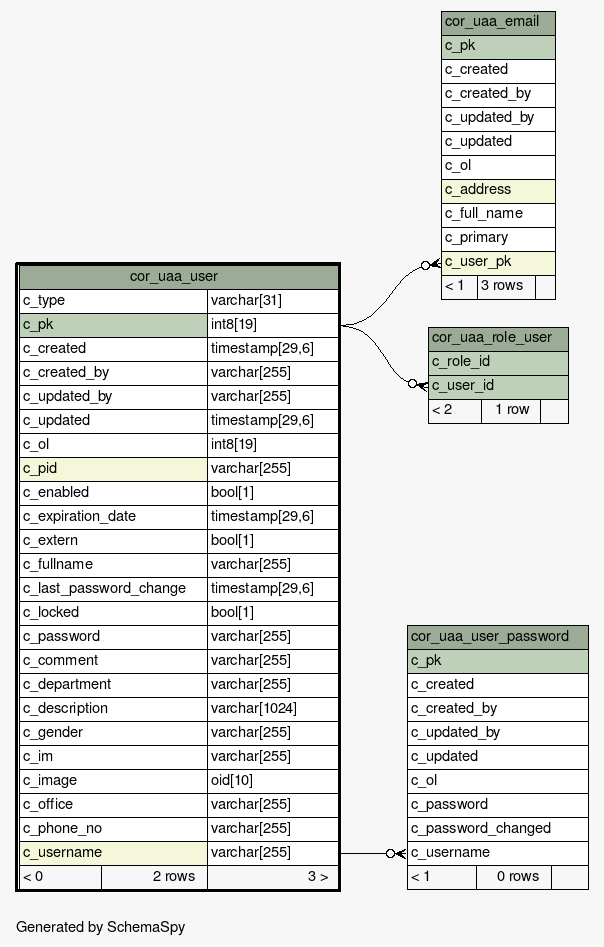 cor_uaa_email
c_pk
c_created
c_created_by
c_updated_by
c_updated
c_ol
c_address
c_full_name
c_primary
c_user_pk
< 1 3 rows
cor_uaa_user
c_type varchar[31]
c_pk int8[19]
c_created timestamp[29,6]
c_created_by varchar[255]
c_updated_by varchar[255]
c_updated timestamp[29,6]
c_ol int8[19]
c_pid varchar[255]
c_enabled bool[1]
c_expiration_date timestamp[29,6]
c_extern bool[1]
c_fullname varchar[255]
c_last_password_change timestamp[29,6]
c_locked bool[1]
c_password varchar[255]
c_comment varchar[255]
c_department varchar[255]
c_description varchar[1024]
c_gender varchar[255]
c_im varchar[255]
c_image oid[10]
c_office varchar[255]
c_phone_no varchar[255]
c_username varchar[255]
< 0 2 rows 3 >
cor_uaa_role_user
c_role_id
c_user_id
< 2 1 row
cor_uaa_user_password
c_pk
c_created
c_created_by
c_updated_by
c_updated
c_ol
c_password
c_password_changed
c_username
< 1 0 rows
Generated by SchemaSpy